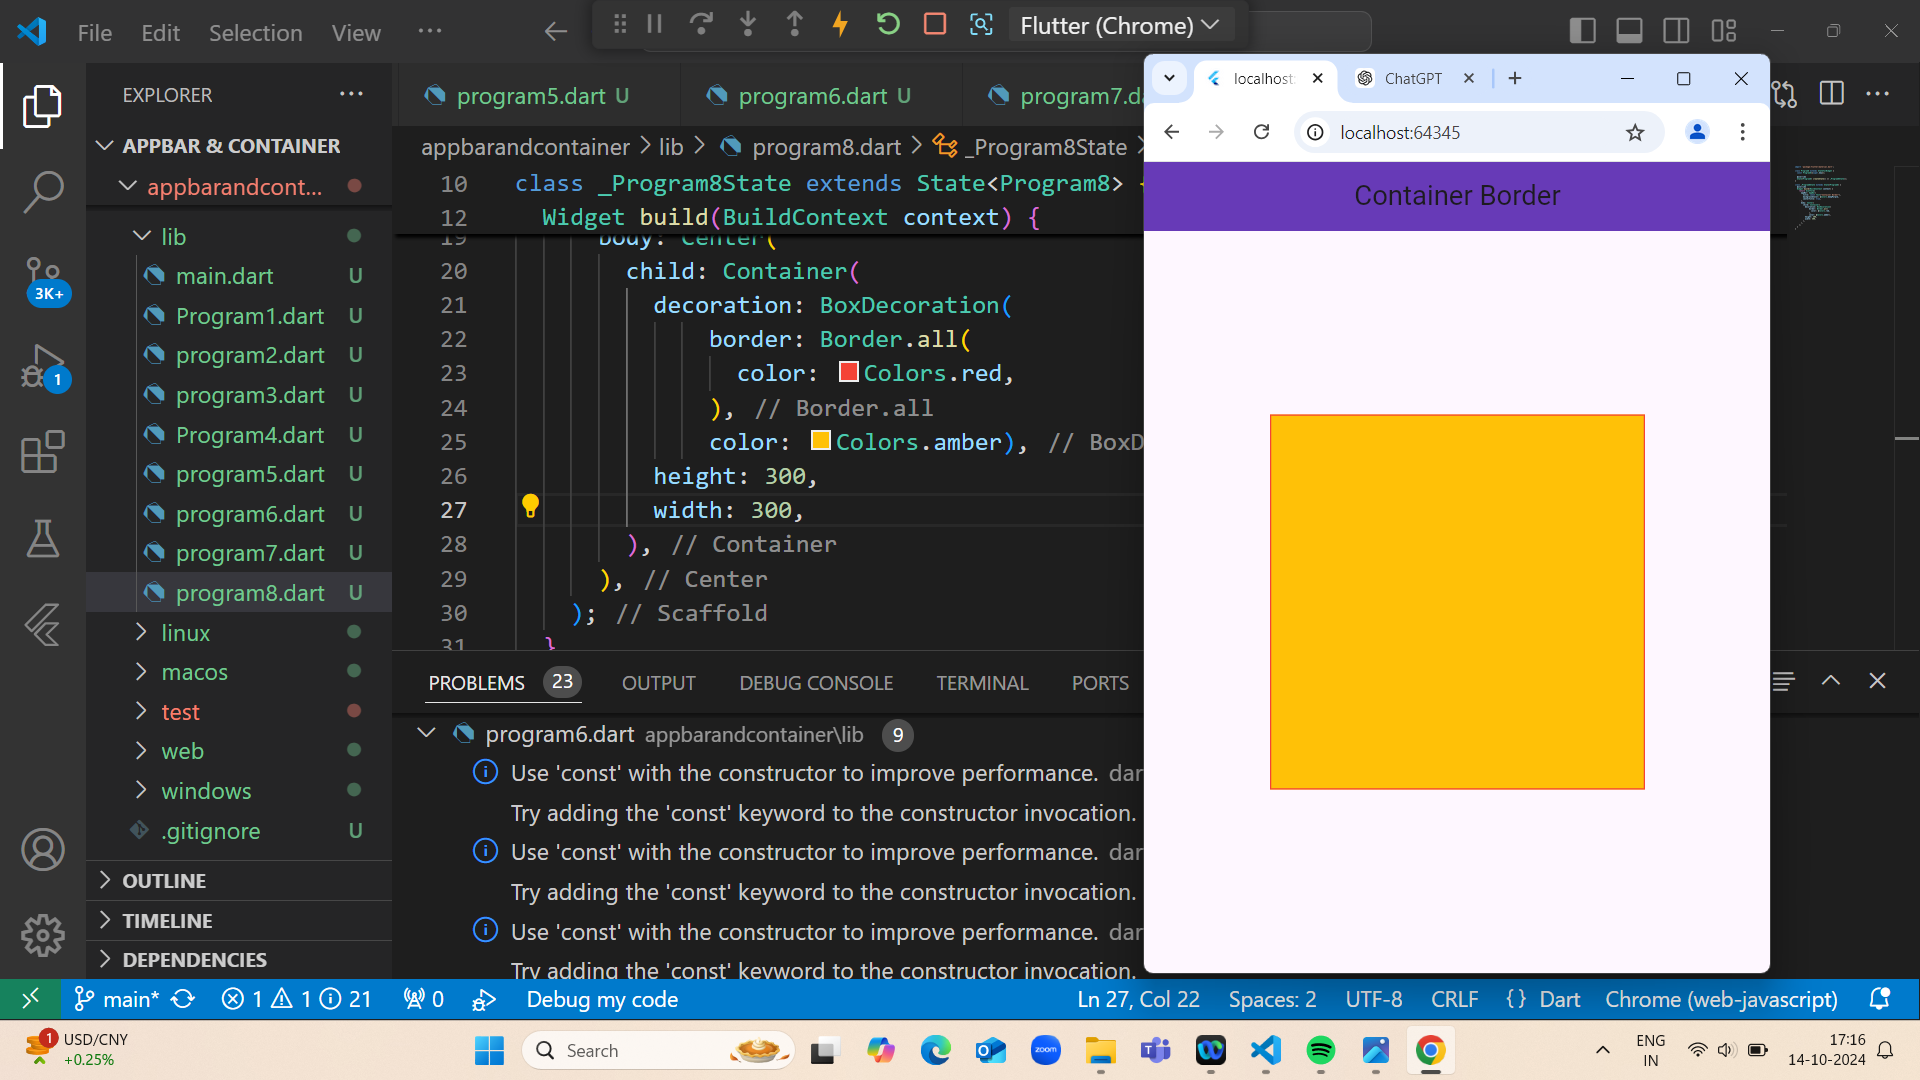 File Edit Selection View ···
Flutter (Chrome)
EXPLORER ···
APPBAR & CONTAINER
appbarandcont...
lib
main.dart U
Program1.dart U
program2.dart U
program3.dart U
Program4.dart U
program5.dart U
program6.dart U
program7.dart U
program8.dart U
linux
macos
test
web
windows
.gitignore U
OUTLINE
TIMELINE
DEPENDENCIES
3K+
1
program5.dart U program6.dart U program7.da
appbarandcontainer > lib > program8.dart > _Program8State >
10 class _Program8State extends State<Program8> {
12 Widget build(BuildContext context) {
19 body: Center(
20 child: Container(
21 decoration: BoxDecoration(
22 border: Border.all(
23 color: Colors.red,
24 ), // Border.all
25 color: Colors.amber), // BoxD
26 height: 300,
27 width: 300,
28 ), // Container
29 ), // Center
30 ); // Scaffold
31 }
PROBLEMS 23 OUTPUT DEBUG CONSOLE TERMINAL PORTS
program6.dart appbarandcontainer\lib 9
Use 'const' with the constructor to improve performance. dar
Try adding the 'const' keyword to the constructor invocation.
Use 'const' with the constructor to improve performance. dar
Try adding the 'const' keyword to the constructor invocation.
Use 'const' with the constructor to improve performance. dar
Try adding the 'const' keyword to the constructor invocation.
localhost: ChatGPT
localhost:64345
Container Border
main* 1 1 21 0 Debug my code Ln 27, Col 22 Spaces: 2 UTF-8 CRLF {} Dart Chrome (web-javascript)
1 USD/CNY
+0.25%
Search
zoom
ENG
IN
17:16
14-10-2024